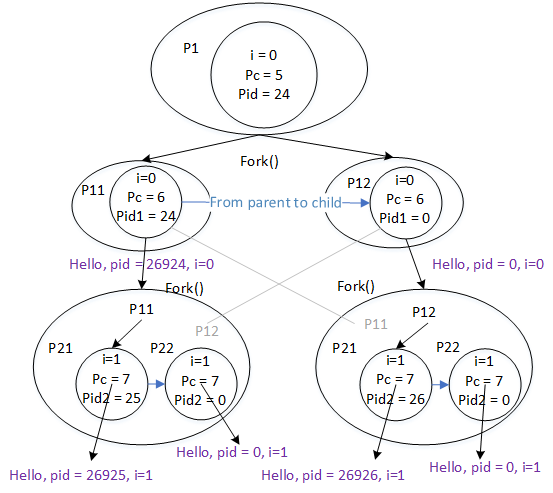 P1
i = 0
Pc = 5
Pid = 24
Fork()
P11
i=0
Pc = 6
Pid1 = 24
From parent to child
P12
i=0
Pc = 6
Pid1 = 0
Hello, pid = 26924, i=0
Hello, pid = 0, i=0
Fork()
Fork()
P11
P12
P11
P12
P21
i=1
Pc = 7
Pid2 = 25
P22
i=1
Pc = 7
Pid2 = 0
P21
i=1
Pc = 7
Pid2 = 26
P22
i=1
Pc = 7
Pid2 = 0
Hello, pid = 26925, i=1
Hello, pid = 0, i=1
Hello, pid = 26926, i=1
Hello, pid = 0, i=1